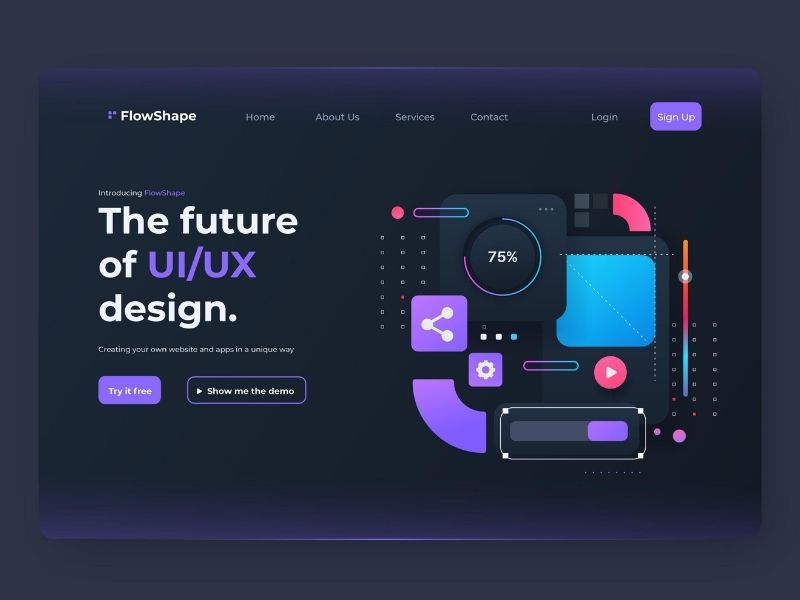 FlowShape
Home
About Us
Services
Contact
Login
Sign Up
Introducing FlowShape
The future
of UI/UX
design.
Creating your own website and apps in a unique way
Try it free
Show me the demo
75%